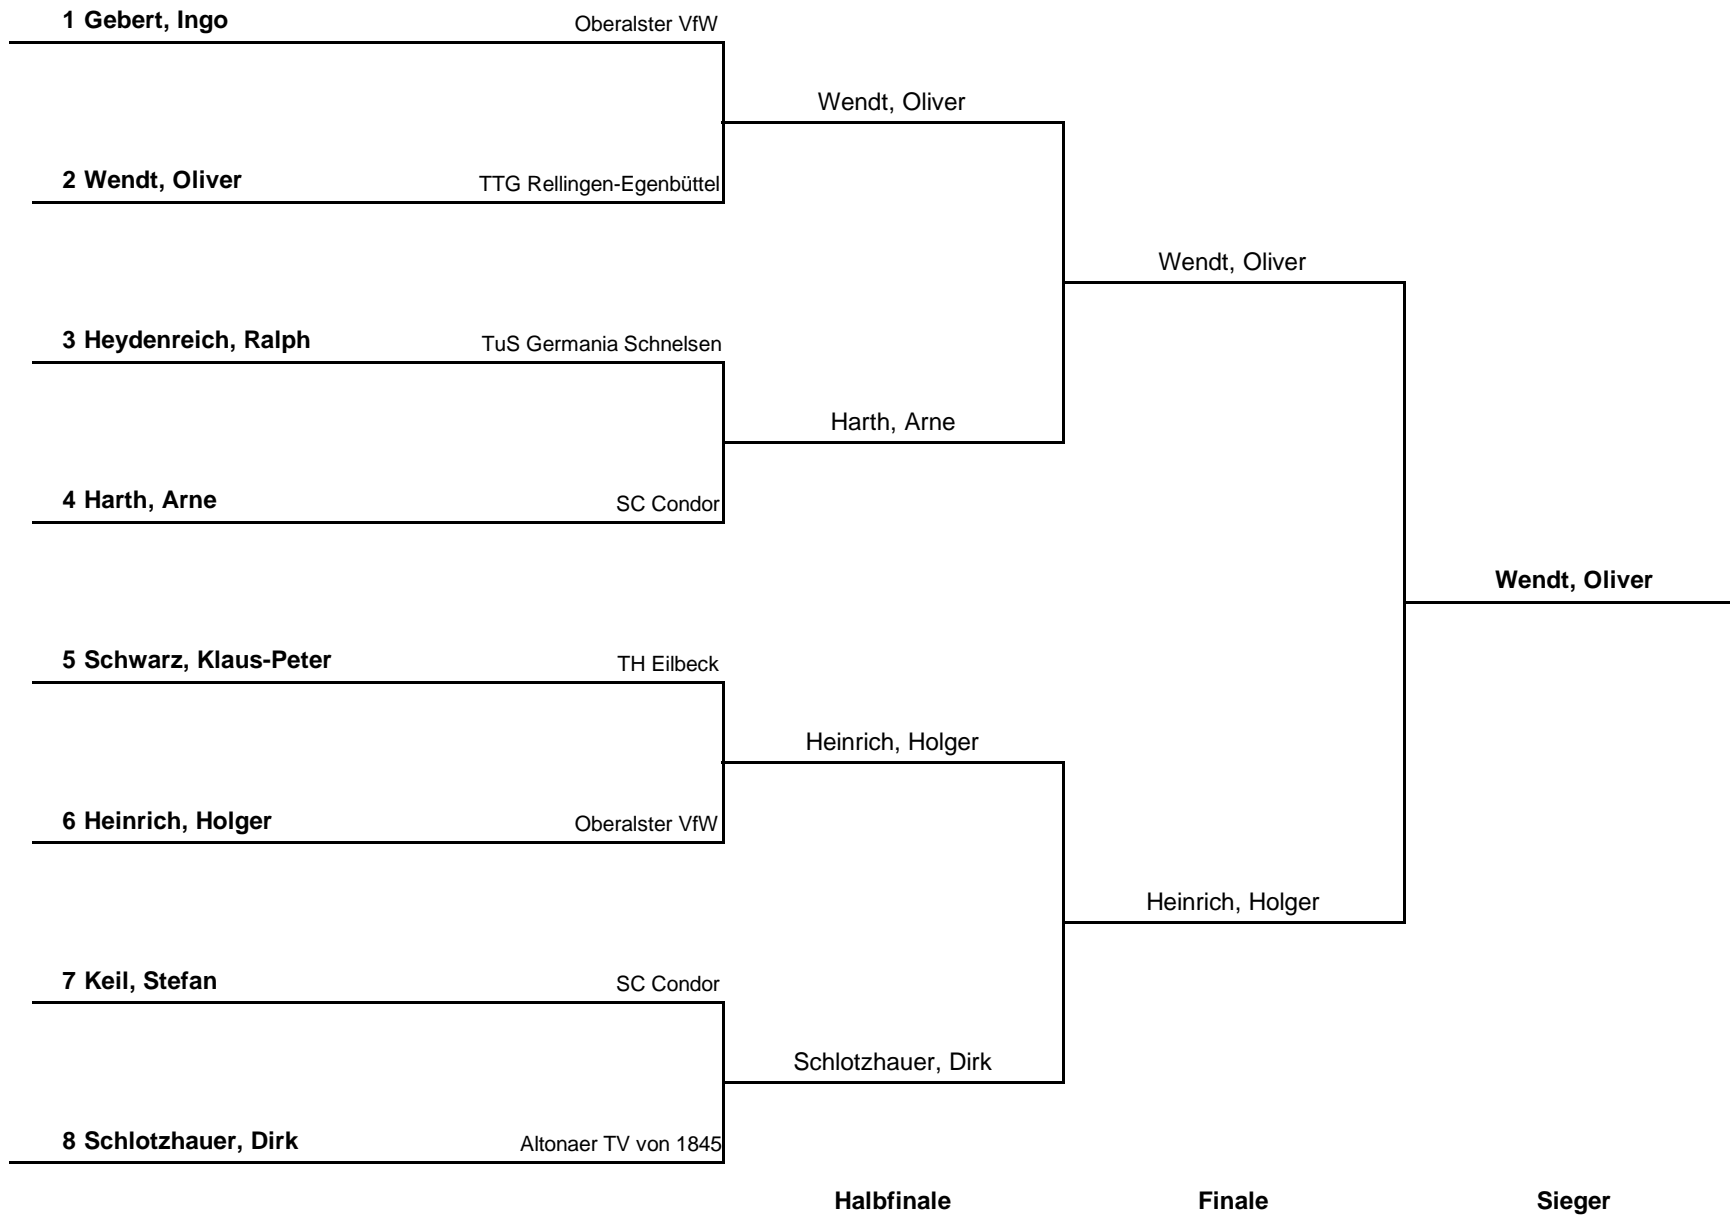 1 Gebert, Ingo Oberalster VfW
Wendt, Oliver
2 Wendt, Oliver TTG Rellingen-Egenbüttel
Wendt, Oliver
3 Heydenreich, Ralph TuS Germania Schnelsen
Harth, Arne
4 Harth, Arne SC Condor
Wendt, Oliver
5 Schwarz, Klaus-Peter TH Eilbeck
Heinrich, Holger
6 Heinrich, Holger Oberalster VfW
Heinrich, Holger
7 Keil, Stefan SC Condor
Schlotzhauer, Dirk
8 Schlotzhauer, Dirk Altonaer TV von 1845
Halbfinale Finale Sieger